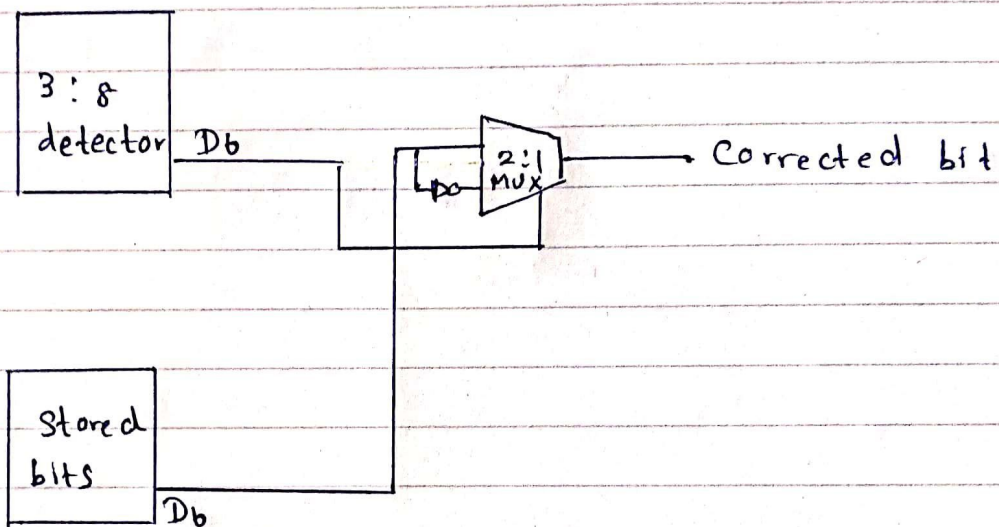 3 : 8
detector
Db
2:1
MUX
Corrected bit
Stored
bits
Db